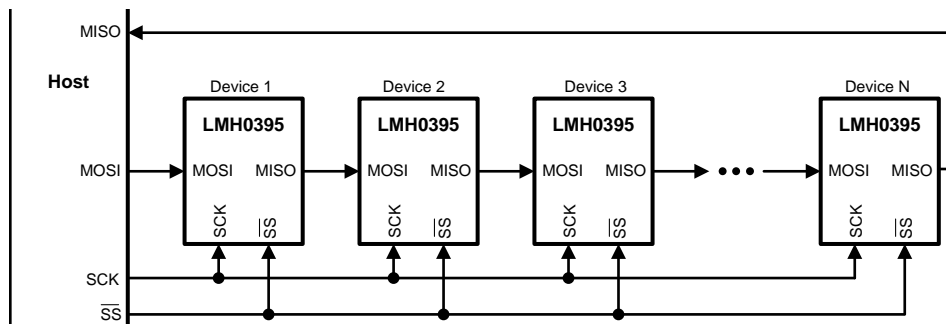 MISO
Host
Device 1 Device 2 Device 3 Device N
LMH0395 LMH0395 LMH0395 LMH0395
MOSI MOSI MISO MOSI MISO MOSI MISO MOSI MISO
SCK SS SCK SS SCK SS SCK SS
SCK
SS